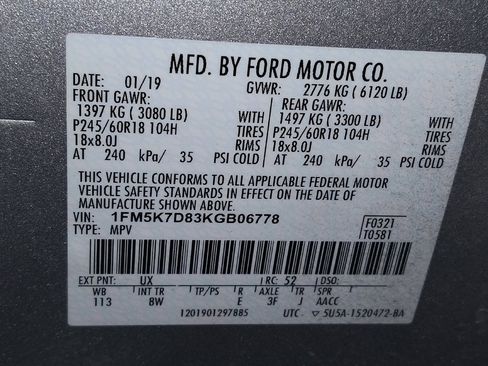 MFD. BY FORD MOTOR CO.
DATE: 01/19 GVWR: 2776 KG ( 6120 LB)
FRONT GAWR: REAR GAWR:
1397 KG ( 3080 LB) WITH 1497 KG ( 3300 LB) WITH
P245/60R18 104H TIRES P245/60R18 104H TIRES
18x8.0J RIMS 18x8.0J RIMS
AT 240 kPa/ 35 PSI COLD AT 240 kPa/ 35 PSI COLD
THIS VEHICLE CONFORMS TO ALL APPLICABLE FEDERAL MOTOR
VEHICLE SAFETY STANDARDS IN EFFECT ON THE DATE OF
MANUFACTURE SHOWN ABOVE.
VIN: 1FM5K7D83KGB06778 F0321
TYPE: MPV T0581
EXT PNT: UX RC: 52 DSO:
WB INT TR TP/PS R AXLE TR SPR
113 8W E 3F J AACC
1201901297885 UTC 5U5A-1520472-BA